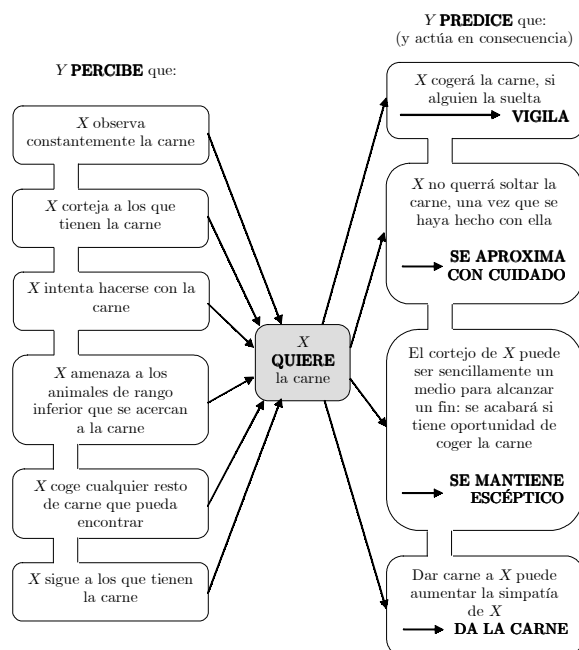 Y PERCIBE que:
X observa
constantemente la carne
X corteja a los que
tienen la carne
X intenta hacerse con la
carne
X amenaza a los
animales de rango
inferior que se acercan
a la carne
X coge cualquier resto
de carne que pueda
encontrar
X sigue a los que tienen
la carne
X
QUIERE
la carne
Y PREDICE que:
(y actúa en consecuencia)
X cogerá la carne, si
alguien la suelta
VIGILA
X no querrá soltar la
carne, una vez que se
haya hecho con ella
SE APROXIMA
CON CUIDADO
El cortejo de X puede
ser sencillamente un
medio para alcanzar
un fin: se acabará si
tiene oportunidad de
coger la carne
SE MANTIENE
ESCÉPTICO
Dar carne a X puede
aumentar la simpatía
de X
DA LA CARNE